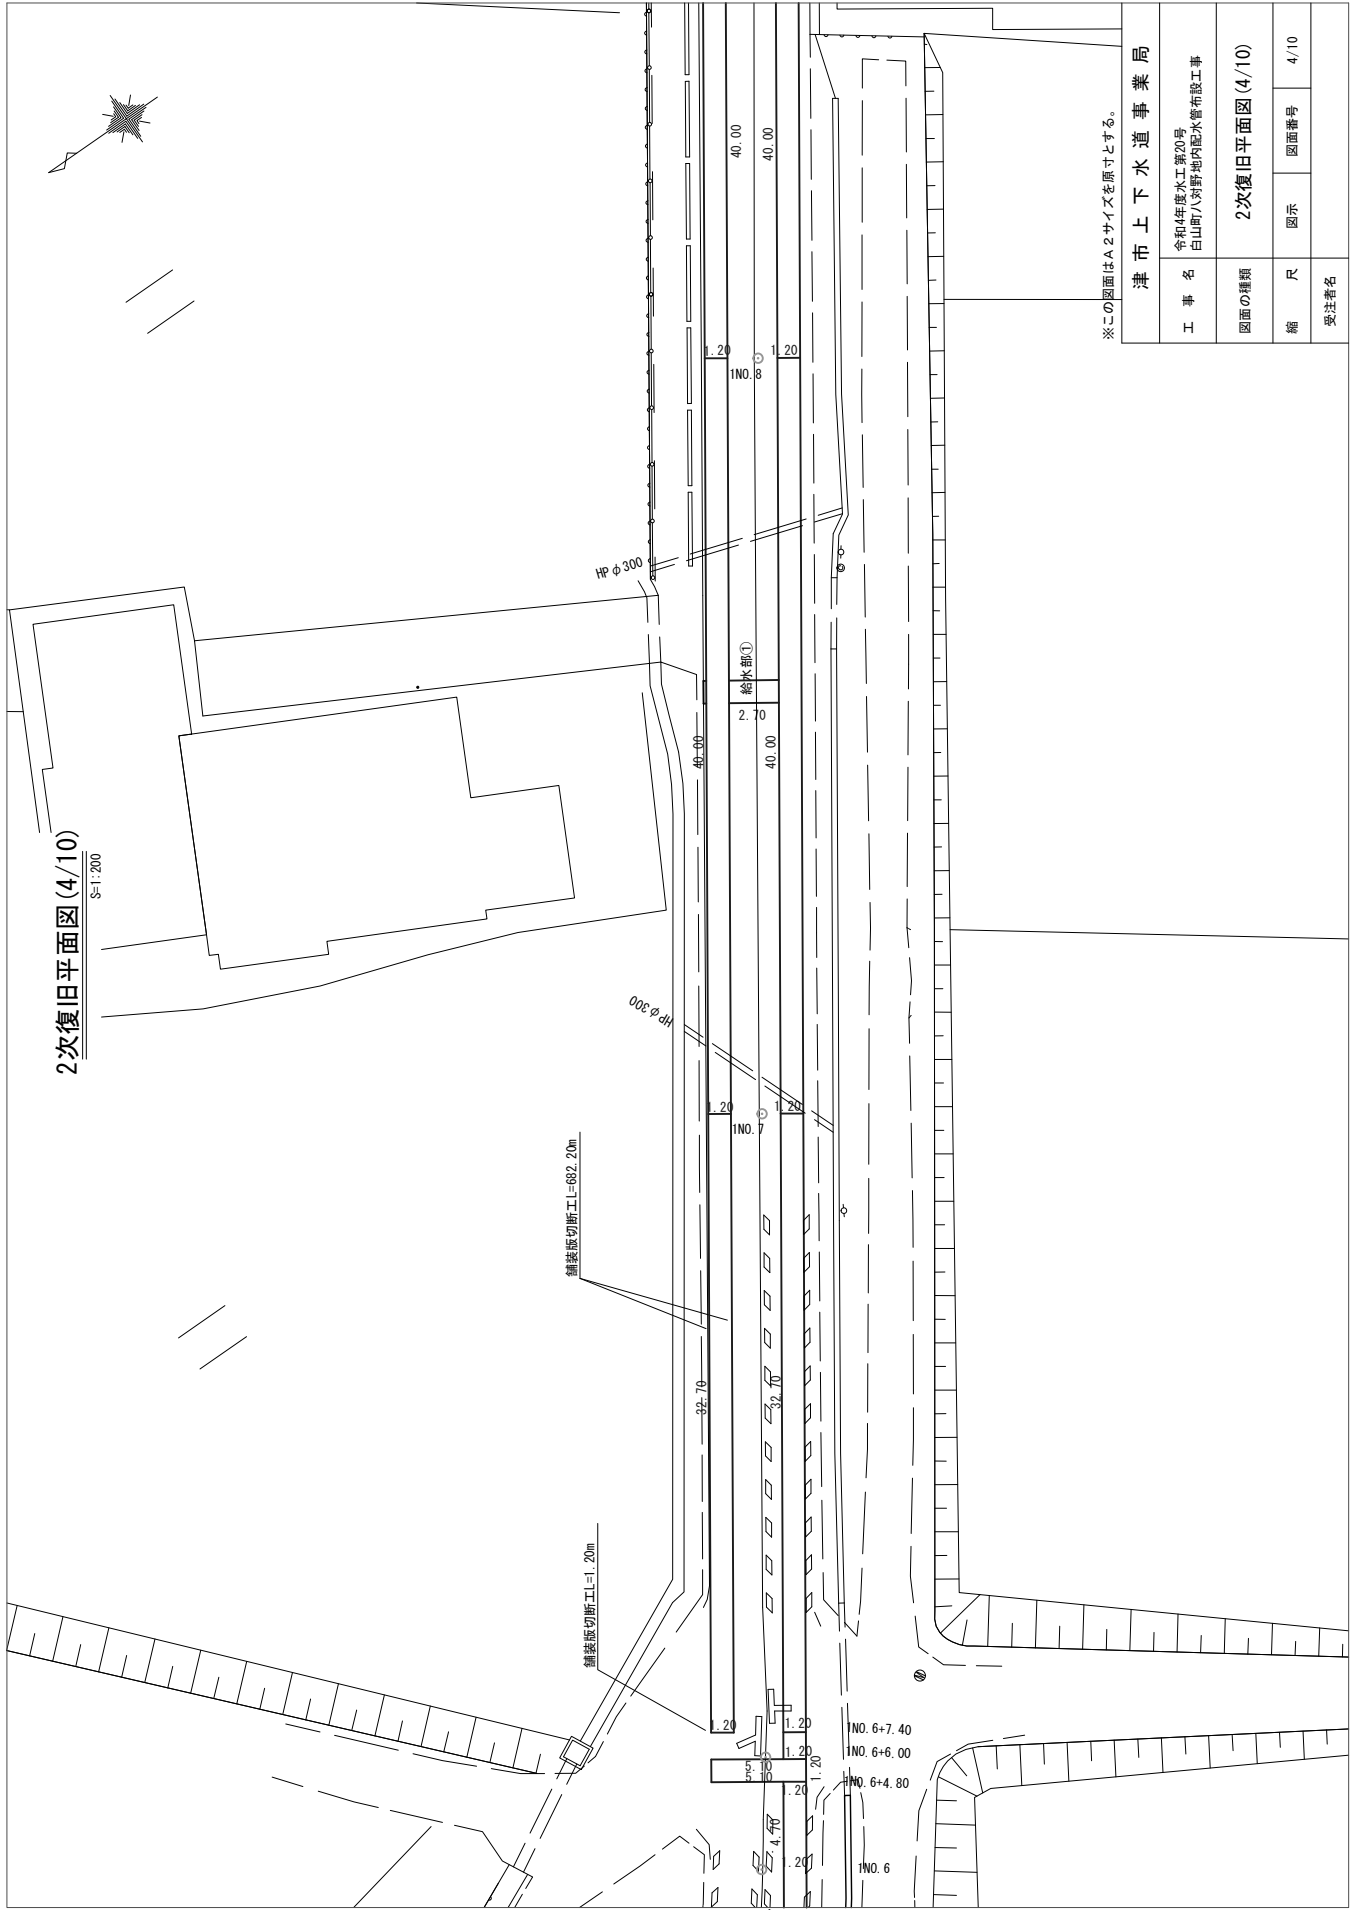 2次復旧平面図(4/10)
S=1:200
舗装版切断工L=1.20m
舗装版切断工L=682.20m
HPφ300
HPφ300
40.00
40.00
1.20
1.20
1NO.8
給水部①
2.70
40.00
40.00
1.20
1.20
1NO.7
32.70
32.70
1.20
1.20
1NO.6+7.40
1.20
1NO.6+6.00
5.10
5.10
1.20
1NO.6+4.80
1.20
4.70
1.20
1NO.6
※この図面はA2サイズを原寸とする。
津市上下水道事業局
工事名
令和4年度水工第20号
白山町八対野地内配水管布設工事
図面の種類
2次復旧平面図(4/10)
縮尺
図示
図面番号
4/10
受注者名